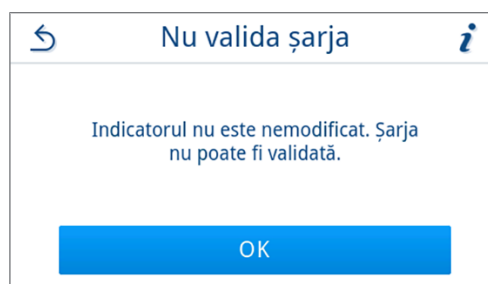 Nu valida șarja
Indicatorul nu este nemodificat. Șarja
nu poate fi validată.
OK